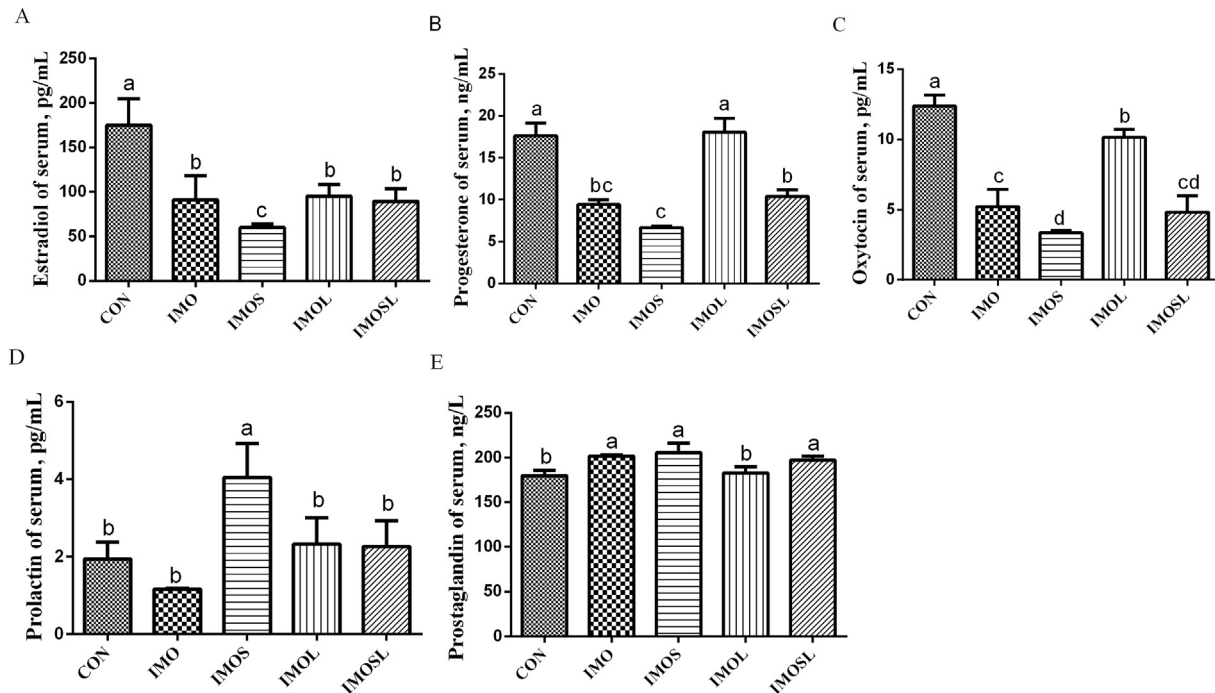 A
Estradiol of serum, pg/mL
250
200
150
100
50
0
a
b
c
b
b
CON
IMO
IMOS
IMOL
IMOSL
B
Progesterone of serum, ng/mL
25
20
15
10
5
0
a
bc
c
a
b
CON
IMO
IMOS
IMOL
IMOSL
C
Oxytocin of serum, pg/mL
15
10
5
0
a
c
d
b
cd
CON
IMO
IMOS
IMOL
IMOSL
D
Prolactin of serum, pg/mL
6
4
2
0
b
b
a
b
b
CON
IMO
IMOS
IMOL
IMOSL
E
Prostaglandin of serum, ng/L
250
200
150
100
50
0
b
a
a
b
a
CON
IMO
IMOS
IMOL
IMOSL